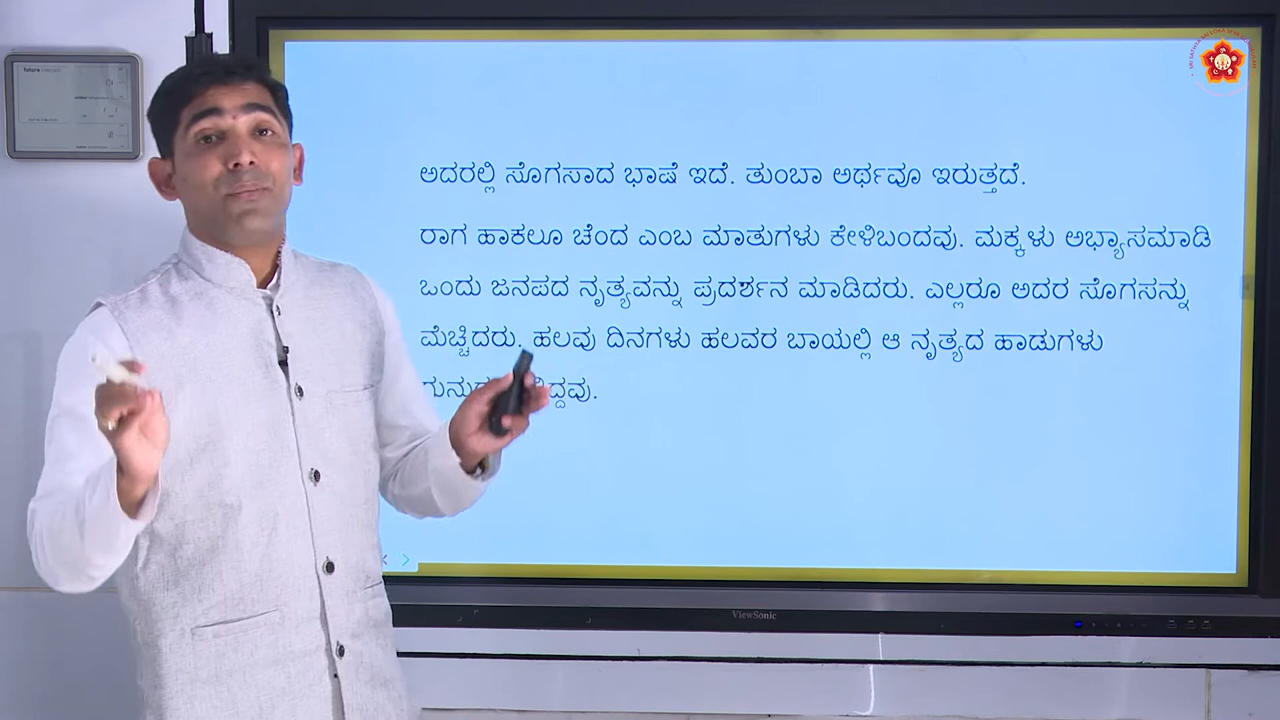 ಅದರಲ್ಲಿ ಸೊಗಸಾದ ಭಾಷೆ ಇದೆ. ತುಂಬಾ ಅರ್ಥವೂ ಇರುತ್ತದೆ.
ರಾಗ ಹಾಕಲೂ ಚೆಂದ ಎಂಬ ಮಾತುಗಳು ಕೇಳಿಬಂದವು. ಮಕ್ಕಳು ಅಭ್ಯಾಸಮಾಡಿ
ಒಂದು ಜನಪದ ನೃತ್ಯವನ್ನು ಪ್ರದರ್ಶನ ಮಾಡಿದರು. ಎಲ್ಲರೂ ಅದರ ಸೊಗಸನ್ನು
ಮೆಚ್ಚಿದರು. ಹಲವು ದಿನಗಳು ಹಲವರ ಬಾಯಲ್ಲಿ ಆ ನೃತ್ಯದ ಹಾಡುಗಳು
ViewSonic